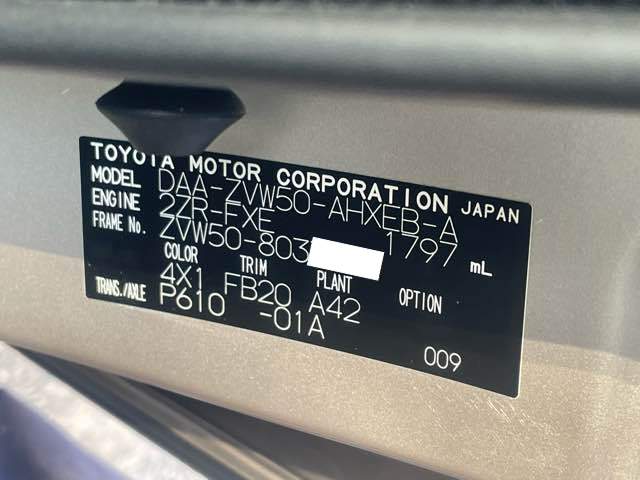 TOYOTA MOTOR CORPORATION JAPAN
MODEL DAA-ZVW50-AHXEB-A
ENGINE 2ZR-FXE 1797 mL
FRAME No. ZVW50-803
COLOR TRIM PLANT OPTION
4X1 FB20 A42
TRANS./AXLE P610 -01A
009